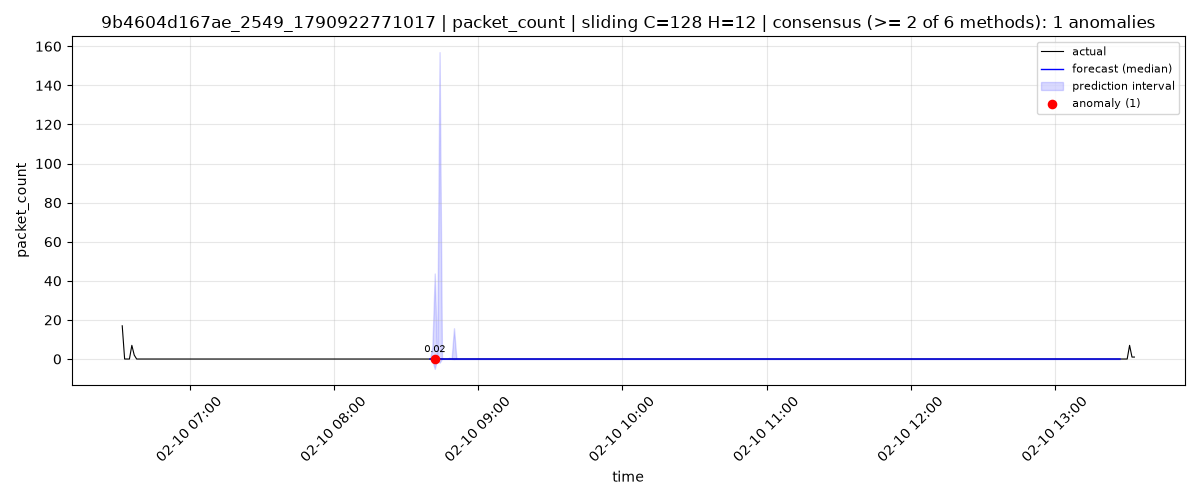 9b4604d167ae_2549_1790922771017 | packet_count | sliding C=128 H=12 | consensus (>= 2 of 6 methods): 1 anomalies
actual
forecast (median)
prediction interval
anomaly (1)
packet_count
160
140
120
100
80
60
40
20
0
0.02
02-10 07:00
02-10 08:00
02-10 09:00
02-10 10:00
02-10 11:00
02-10 12:00
02-10 13:00
time